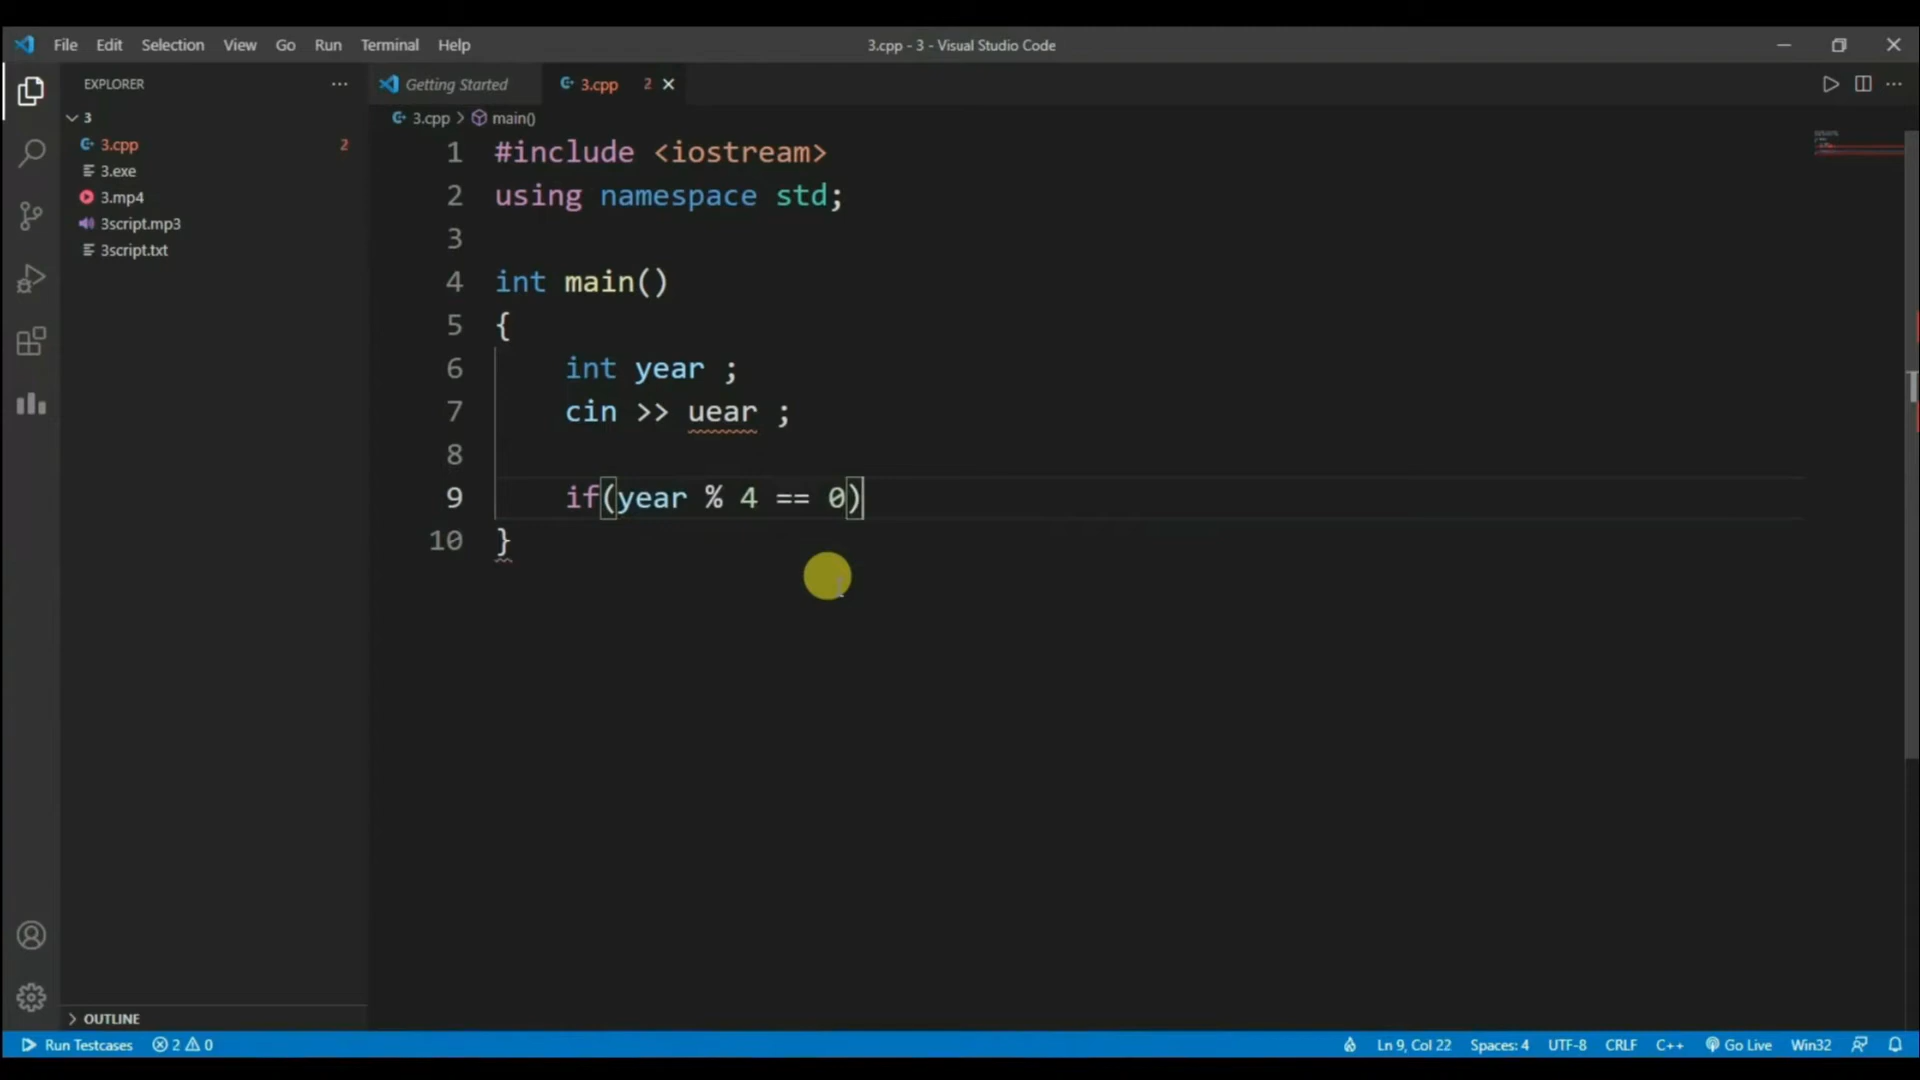 File Edit Selection View Go Run Terminal Help
3.cpp - 3 - Visual Studio Code
EXPLORER
Getting Started
3.cpp 2
3
3.cpp > main()
3.cpp 2
3.exe
3.mp4
3script.mp3
3script.txt
1 #include <iostream>
2 using namespace std;
3
4 int main()
5 {
6 int year ;
7 cin >> uear ;
8
9 if(year % 4 == 0)
10 }
OUTLINE
Run Testcases 2 0
Ln 9, Col 22 Spaces: 4 UTF-8 CRLF C++ Go Live Win32